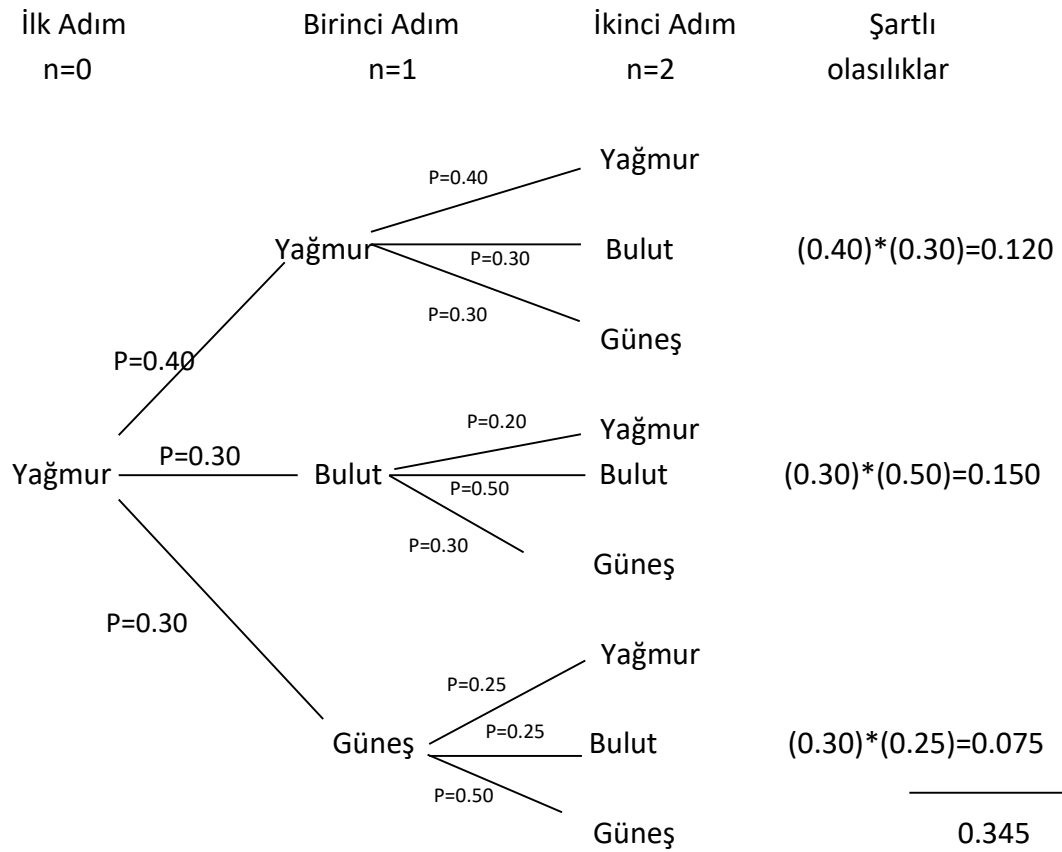 İlk Adım Birinci Adım İkinci Adım Şartlı
n=0 n=1 n=2 olasılıklar
Yağmur
P=0.40
Yağmur Bulut (0.40)*(0.30)=0.120
P=0.30
P=0.30
Güneş
P=0.40
P=0.20 Yağmur
P=0.30
Yağmur Bulut Bulut (0.30)*(0.50)=0.150
P=0.50
P=0.30
Güneş
P=0.30
Yağmur
P=0.25
P=0.25
Güneş Bulut (0.30)*(0.25)=0.075
P=0.50
Güneş 0.345